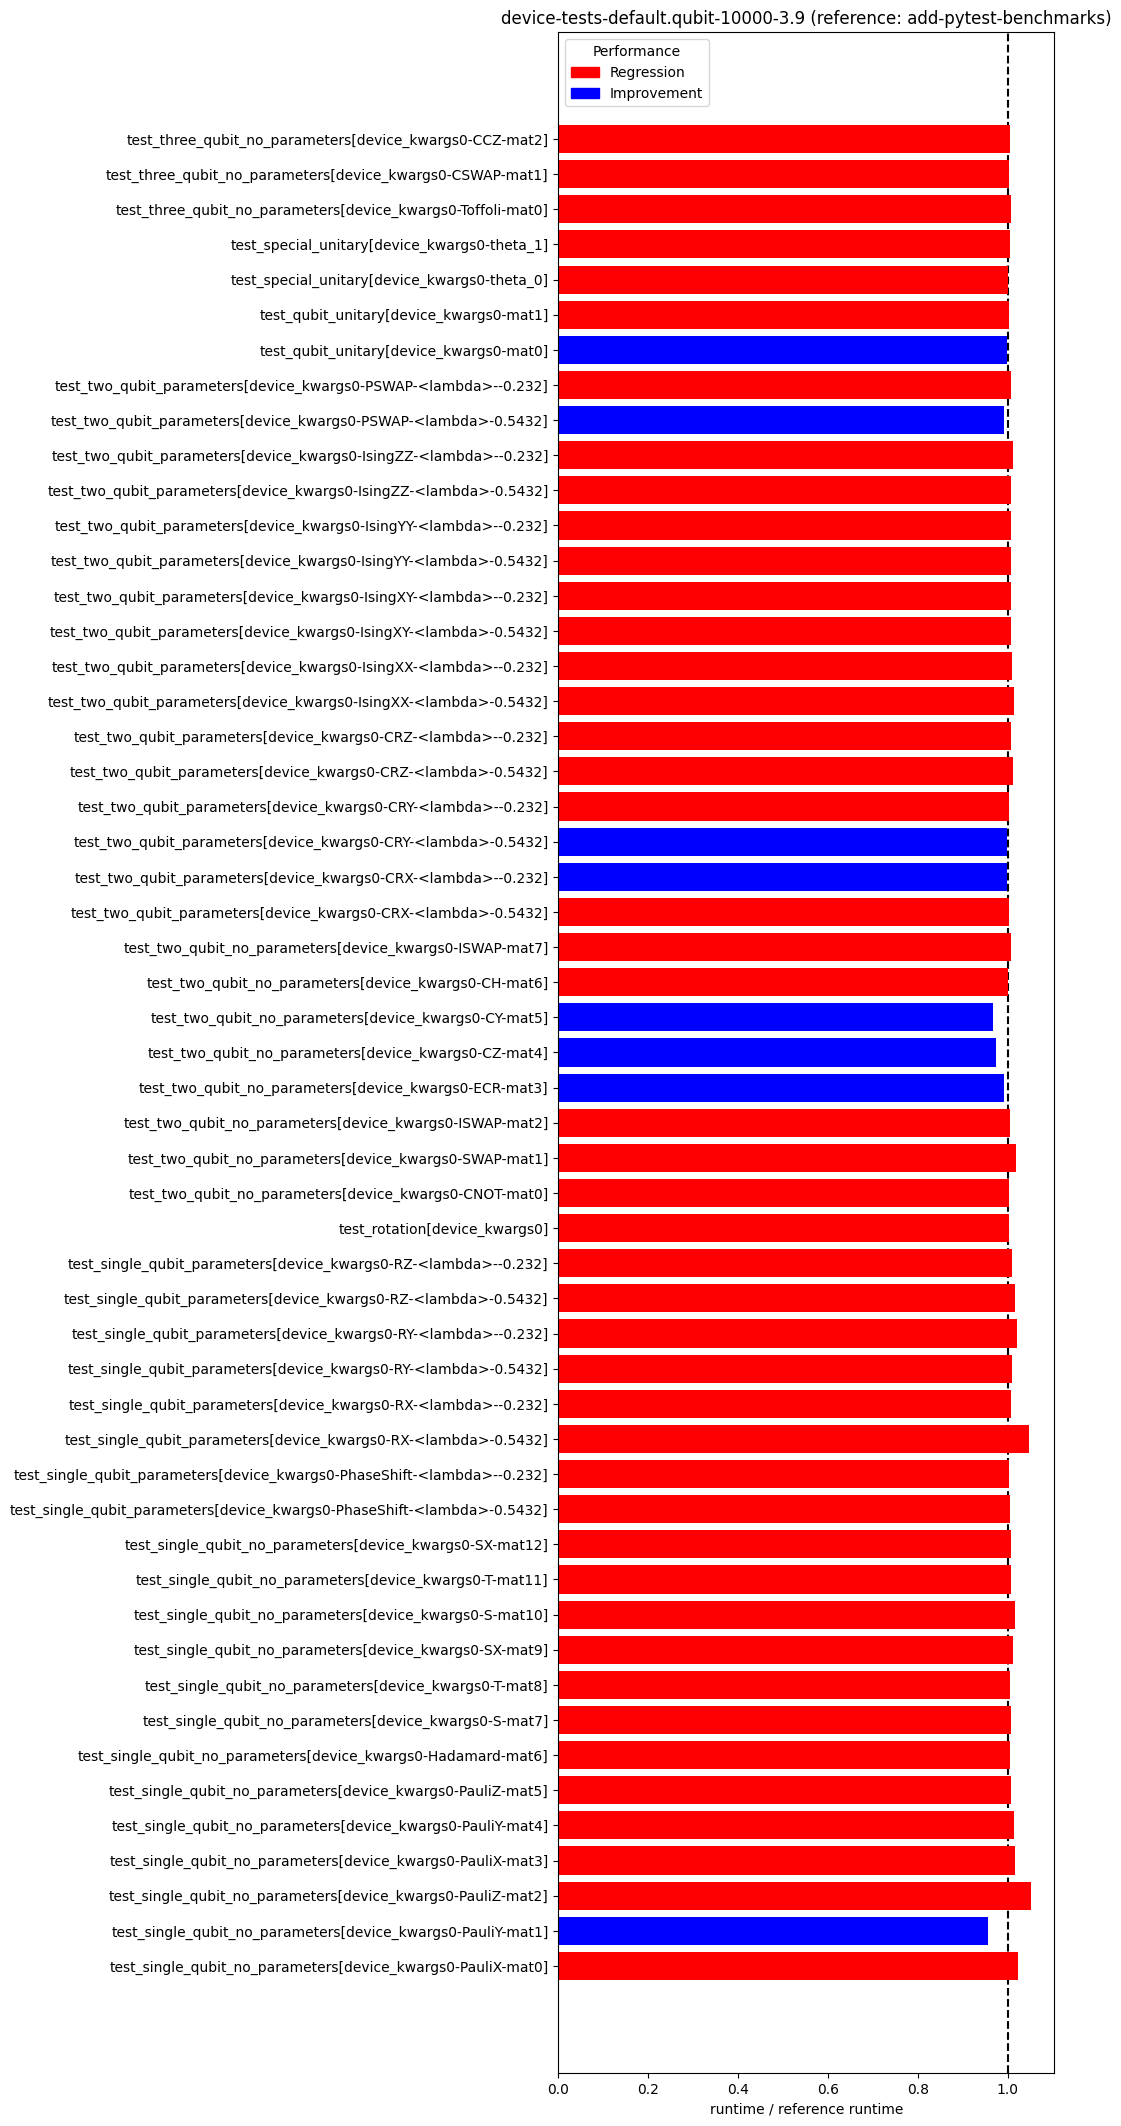 device-tests-default.qubit-10000-3.9 (reference: add-pytest-benchmarks)
Performance
Regression
Improvement
test_three_qubit_no_parameters[device_kwargs0-CCZ-mat2]
test_three_qubit_no_parameters[device_kwargs0-CSWAP-mat1]
test_three_qubit_no_parameters[device_kwargs0-Toffoli-mat0]
test_special_unitary[device_kwargs0-theta_1]
test_special_unitary[device_kwargs0-theta_0]
test_qubit_unitary[device_kwargs0-mat1]
test_qubit_unitary[device_kwargs0-mat0]
test_two_qubit_parameters[device_kwargs0-PSWAP-<lambda>--0.232]
test_two_qubit_parameters[device_kwargs0-PSWAP-<lambda>-0.5432]
test_two_qubit_parameters[device_kwargs0-IsingZZ-<lambda>--0.232]
test_two_qubit_parameters[device_kwargs0-IsingZZ-<lambda>-0.5432]
test_two_qubit_parameters[device_kwargs0-IsingYY-<lambda>--0.232]
test_two_qubit_parameters[device_kwargs0-IsingYY-<lambda>-0.5432]
test_two_qubit_parameters[device_kwargs0-IsingXY-<lambda>--0.232]
test_two_qubit_parameters[device_kwargs0-IsingXY-<lambda>-0.5432]
test_two_qubit_parameters[device_kwargs0-IsingXX-<lambda>--0.232]
test_two_qubit_parameters[device_kwargs0-IsingXX-<lambda>-0.5432]
test_two_qubit_parameters[device_kwargs0-CRZ-<lambda>--0.232]
test_two_qubit_parameters[device_kwargs0-CRZ-<lambda>-0.5432]
test_two_qubit_parameters[device_kwargs0-CRY-<lambda>--0.232]
test_two_qubit_parameters[device_kwargs0-CRY-<lambda>-0.5432]
test_two_qubit_parameters[device_kwargs0-CRX-<lambda>--0.232]
test_two_qubit_parameters[device_kwargs0-CRX-<lambda>-0.5432]
test_two_qubit_no_parameters[device_kwargs0-ISWAP-mat7]
test_two_qubit_no_parameters[device_kwargs0-CH-mat6]
test_two_qubit_no_parameters[device_kwargs0-CY-mat5]
test_two_qubit_no_parameters[device_kwargs0-CZ-mat4]
test_two_qubit_no_parameters[device_kwargs0-ECR-mat3]
test_two_qubit_no_parameters[device_kwargs0-ISWAP-mat2]
test_two_qubit_no_parameters[device_kwargs0-SWAP-mat1]
test_two_qubit_no_parameters[device_kwargs0-CNOT-mat0]
test_rotation[device_kwargs0]
test_single_qubit_parameters[device_kwargs0-RZ-<lambda>--0.232]
test_single_qubit_parameters[device_kwargs0-RZ-<lambda>-0.5432]
test_single_qubit_parameters[device_kwargs0-RY-<lambda>--0.232]
test_single_qubit_parameters[device_kwargs0-RY-<lambda>-0.5432]
test_single_qubit_parameters[device_kwargs0-RX-<lambda>--0.232]
test_single_qubit_parameters[device_kwargs0-RX-<lambda>-0.5432]
test_single_qubit_parameters[device_kwargs0-PhaseShift-<lambda>--0.232]
test_single_qubit_parameters[device_kwargs0-PhaseShift-<lambda>-0.5432]
test_single_qubit_no_parameters[device_kwargs0-SX-mat12]
test_single_qubit_no_parameters[device_kwargs0-T-mat11]
test_single_qubit_no_parameters[device_kwargs0-S-mat10]
test_single_qubit_no_parameters[device_kwargs0-SX-mat9]
test_single_qubit_no_parameters[device_kwargs0-T-mat8]
test_single_qubit_no_parameters[device_kwargs0-S-mat7]
test_single_qubit_no_parameters[device_kwargs0-Hadamard-mat6]
test_single_qubit_no_parameters[device_kwargs0-PauliZ-mat5]
test_single_qubit_no_parameters[device_kwargs0-PauliY-mat4]
test_single_qubit_no_parameters[device_kwargs0-PauliX-mat3]
test_single_qubit_no_parameters[device_kwargs0-PauliZ-mat2]
test_single_qubit_no_parameters[device_kwargs0-PauliY-mat1]
test_single_qubit_no_parameters[device_kwargs0-PauliX-mat0]
0.0 0.2 0.4 0.6 0.8 1.0
runtime / reference runtime